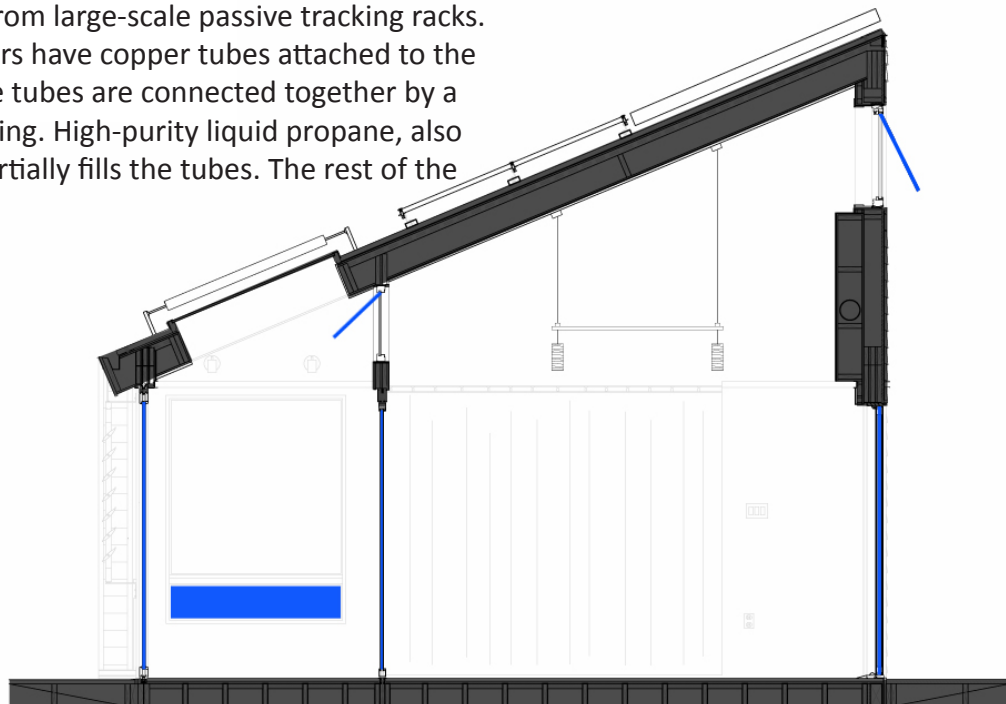 rom large-scale passive tracking racks.
rs have copper tubes attached to the
e tubes are connected together by a
ing. High-purity liquid propane, also
rtially fills the tubes. The rest of the